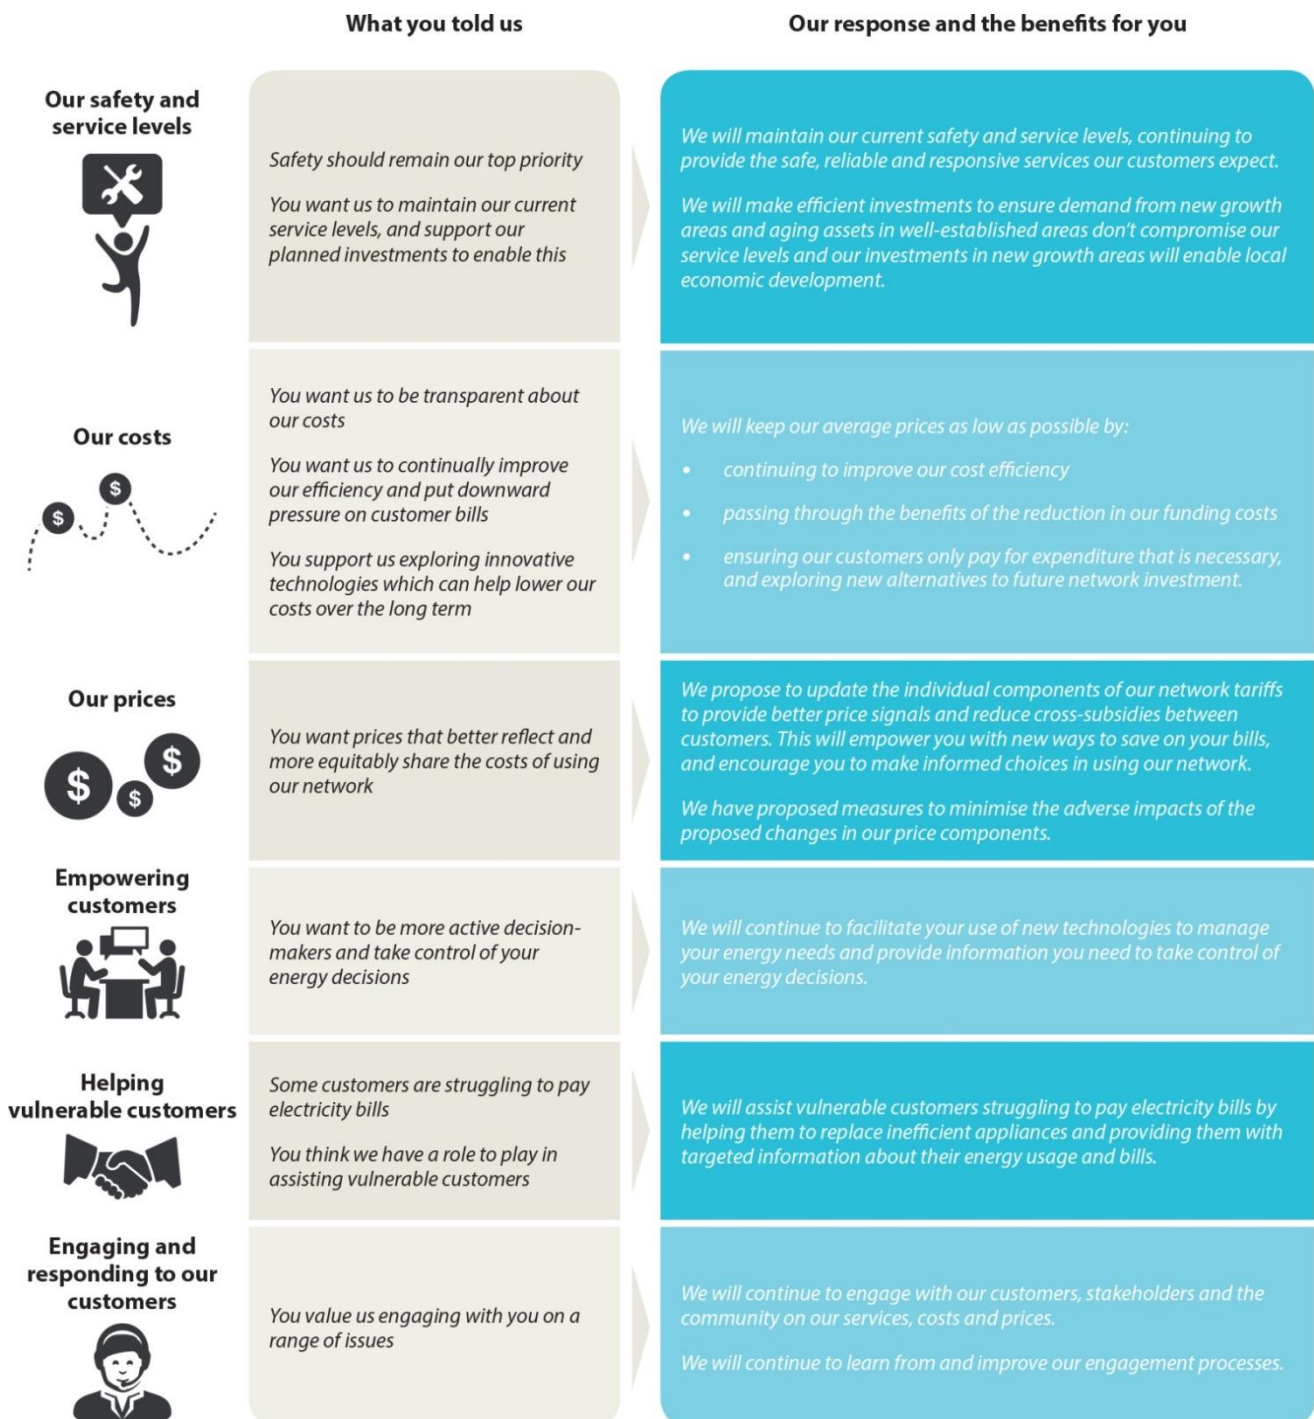 What you told us
Our response and the benefits for you
Our safety and
service levels
Safety should remain our top priority
You want us to maintain our current
service levels, and support our
planned investments to enable this
We will maintain our current safety and service levels, continuing to
provide the safe, reliable and responsive services our customers expect.
We will make efficient investments to ensure demand from new growth
areas and aging assets in well-established areas don't compromise our
service levels and our investments in new growth areas will enable local
economic development.
Our costs
$
$
You want us to be transparent about
our costs
You want us to continually improve
our efficiency and put downward
pressure on customer bills
You support us exploring innovative
technologies which can help lower our
costs over the long term
We will keep our average prices as low as possible by:
• continuing to improve our cost efficiency
• passing through the benefits of the reduction in our funding costs
• ensuring our customers only pay for expenditure that is necessary,
and exploring new alternatives to future network investment.
Our prices
$
$
$
You want prices that better reflect and
more equitably share the costs of using
our network
We propose to update the individual components of our network tariffs
to provide better price signals and reduce cross-subsidies between
customers. This will empower you with new ways to save on your bills,
and encourage you to make informed choices in using our network.
We have proposed measures to minimise the adverse impacts of the
proposed changes in our price components.
Empowering
customers
You want to be more active decision-
makers and take control of your
energy decisions
We will continue to facilitate your use of new technologies to manage
your energy needs and provide information you need to take control of
your energy decisions.
Helping
vulnerable customers
Some customers are struggling to pay
electricity bills
You think we have a role to play in
assisting vulnerable customers
We will assist vulnerable customers struggling to pay electricity bills by
helping them to replace inefficient appliances and providing them with
targeted information about their energy usage and bills.
Engaging and
responding to our
customers
You value us engaging with you on a
range of issues
We will continue to engage with our customers, stakeholders and the
community on our services, costs and prices.
We will continue to learn from and improve our engagement processes.